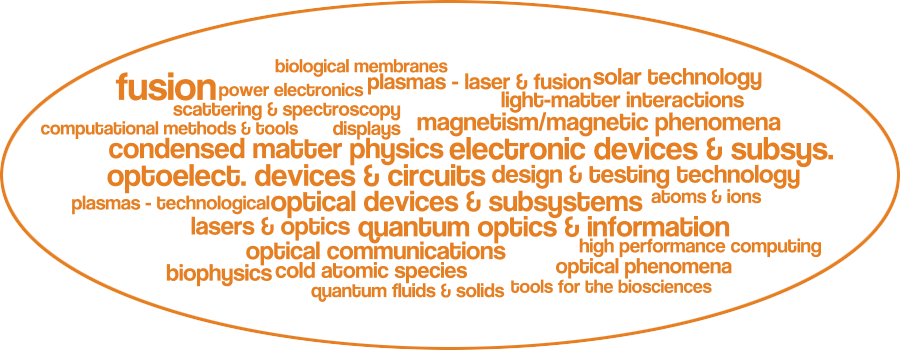 biological membranes
fusion power electronics plasmas - laser & fusion solar technology
scattering & spectroscopy light-matter interactions
computational methods & tools displays magnetism/magnetic phenomena
condensed matter physics electronic devices & subsys.
optoelect. devices & circuits design & testing technology
plasmas - technological optical devices & subsystems atoms & ions
lasers & optics quantum optics & information
optical communications high performance computing
biophysics cold atomic species optical phenomena
quantum fluids & solids tools for the biosciences